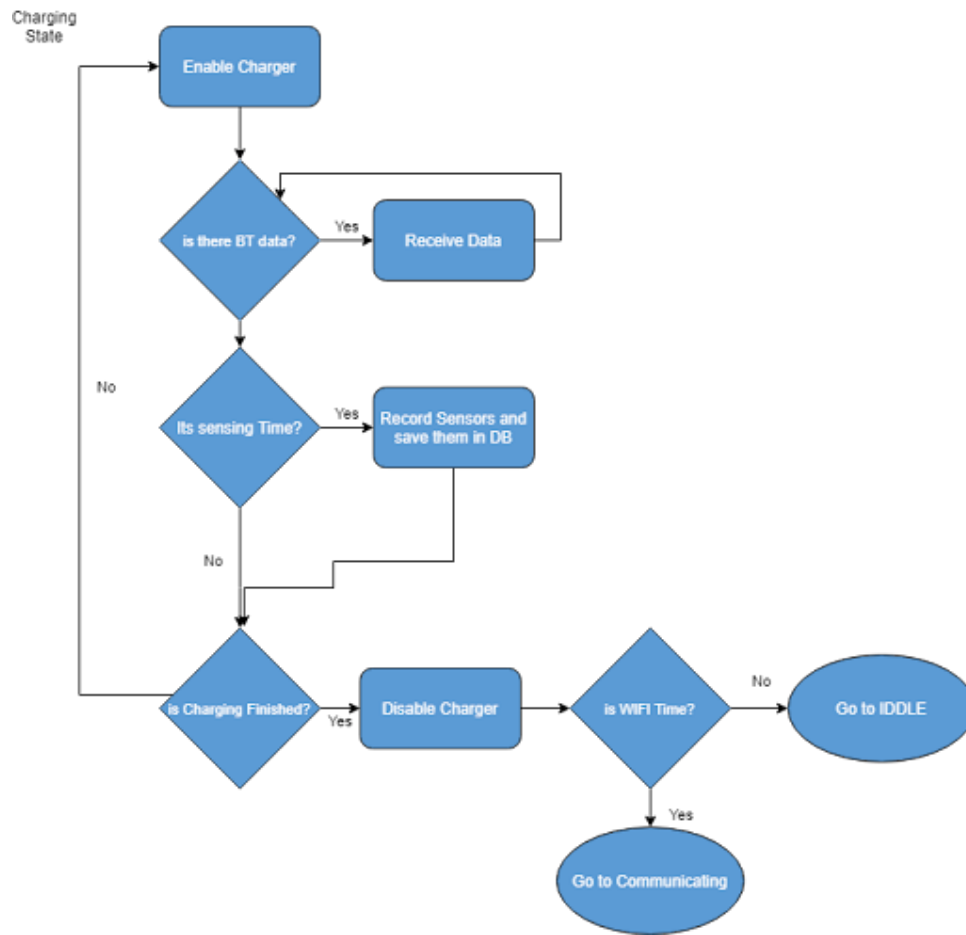 Charging
State
Enable Charger
is there BT data?
Yes
Receive Data
No
Its sensing Time?
Yes
Record Sensors and
save them in DB
No
is Charging Finished?
Yes
Disable Charger
is WIFI Time?
No
Go to IDDLE
Yes
Go to Communicating